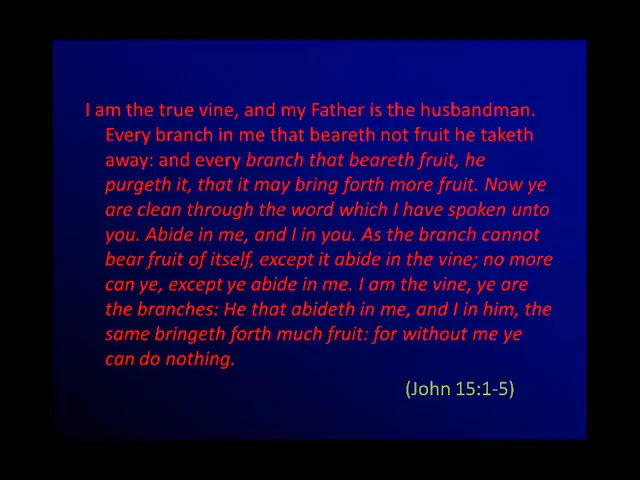 I am the true vine, and my Father is the husbandman.
Every branch in me that beareth not fruit he taketh
away: and every branch that beareth fruit, he
purgeth it, that it may bring forth more fruit. Now ye
are clean through the word which I have spoken unto
you. Abide in me, and I in you. As the branch cannot
bear fruit of itself, except it abide in the vine; no more
can ye, except ye abide in me. I am the vine, ye are
the branches: He that abideth in me, and I in him, the
same bringeth forth much fruit: for without me ye
can do nothing.
(John 15:1-5)